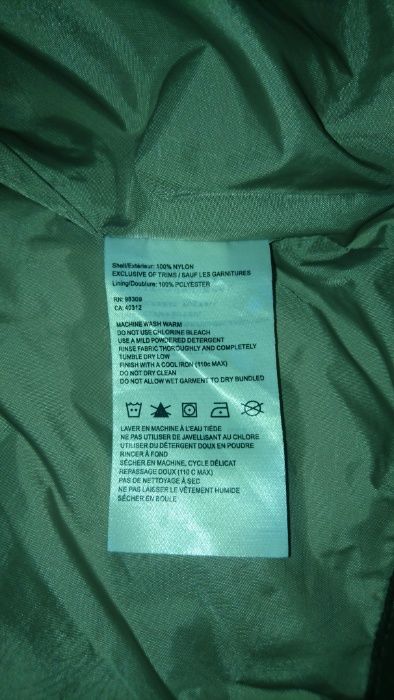 Shell/Extérieur: 100% NYLON
EXCLUSIVE OF TRIMS / SAUF LES GARNITURES
Lining/Doublure: 100% POLYESTER
RN: 98309
CA: 40312
MACHINE WASH WARM
DO NOT USE CHLORINE BLEACH
USE A MILD POWDERED DETERGENT
RINSE FABRIC THOROUGHLY AND COMPLETELY
TUMBLE DRY LOW
FINISH WITH A COOL IRON (110c MAX)
DO NOT DRY CLEAN
DO NOT ALLOW WET GARMENT TO DRY BUNDLED
LAVER EN MACHINE À L'EAU TIÈDE
NE PAS UTILISER DE JAVELLISANT AU CHLORE
UTILISER DU DÉTERGENT DOUX EN POUDRE
RINCER À FOND
SÉCHER EN MACHINE, CYCLE DÉLICAT
REPASSAGE DOUX (110 C MAX)
PAS DE NETTOYAGE À SEC
NE PAS LAISSER LE VÊTEMENT HUMIDE
SÉCHER EN BOULE